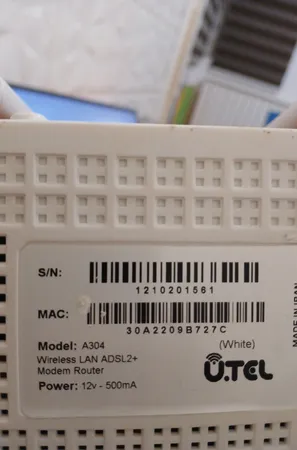 S/N:
1210201561
MAC:
30A2209B727C
Model: A304 (White)
Wireless LAN ADSL2+
Modem Router
Power: 12v - 500mA
U.TEL
MADE IN IRAN